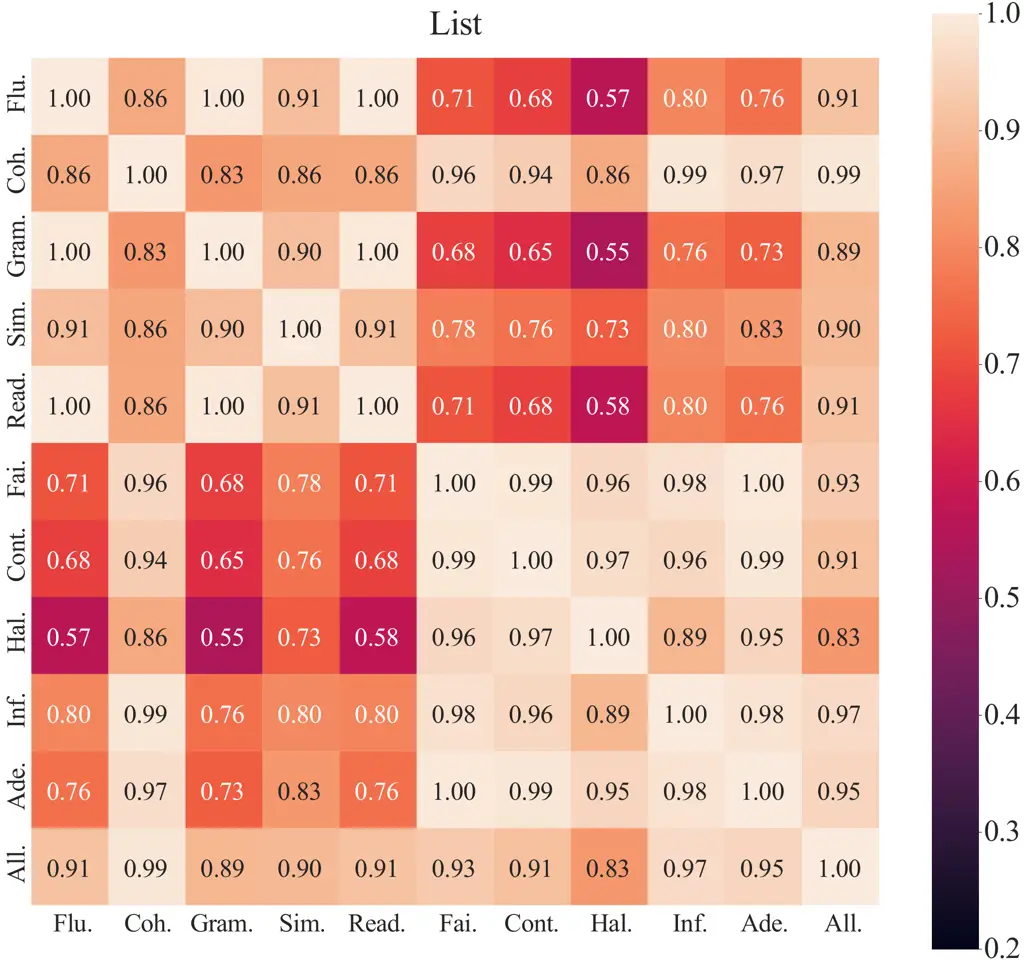 List
Flu. 1.00 0.86 1.00 0.91 1.00 0.71 0.68 0.57 0.80 0.76 0.91
Coh. 0.86 1.00 0.83 0.86 0.86 0.96 0.94 0.86 0.99 0.97 0.99
Gram. 1.00 0.83 1.00 0.90 1.00 0.68 0.65 0.55 0.76 0.73 0.89
Sim. 0.91 0.86 0.90 1.00 0.91 0.78 0.76 0.73 0.80 0.83 0.90
Read. 1.00 0.86 1.00 0.91 1.00 0.71 0.68 0.58 0.80 0.76 0.91
Fai. 0.71 0.96 0.68 0.78 0.71 1.00 0.99 0.96 0.98 1.00 0.93
Cont. 0.68 0.94 0.65 0.76 0.68 0.99 1.00 0.97 0.96 0.99 0.91
Hal. 0.57 0.86 0.55 0.73 0.58 0.96 0.97 1.00 0.89 0.95 0.83
Inf. 0.80 0.99 0.76 0.80 0.80 0.98 0.96 0.89 1.00 0.98 0.97
Ade. 0.76 0.97 0.73 0.83 0.76 1.00 0.99 0.95 0.98 1.00 0.95
All. 0.91 0.99 0.89 0.90 0.91 0.93 0.91 0.83 0.97 0.95 1.00
Flu. Coh. Gram. Sim. Read. Fai. Cont. Hal. Inf. Ade. All.
1.0
0.9
0.8
0.7
0.6
0.5
0.4
0.3
0.2